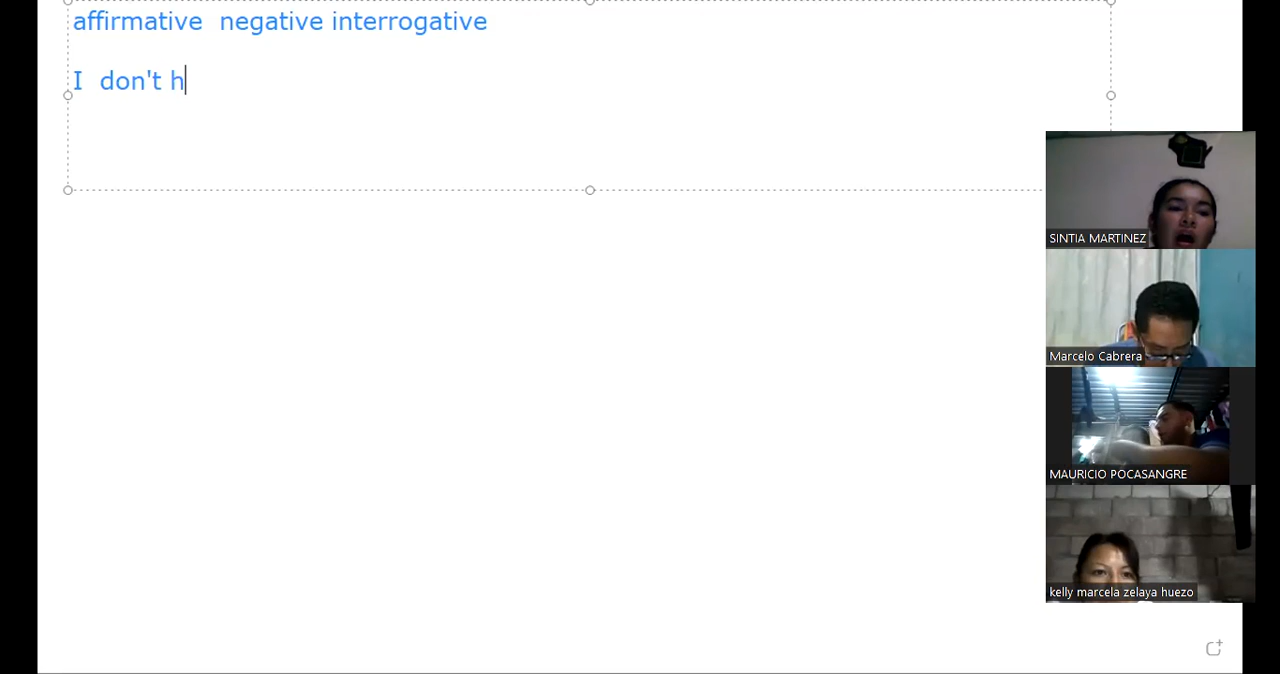 affirmative  negative interrogative
I  don't h
SINTIA MARTINEZ
Marcelo Cabrera
MAURICIO POCASANGRE
kelly marcela zelaya huezo